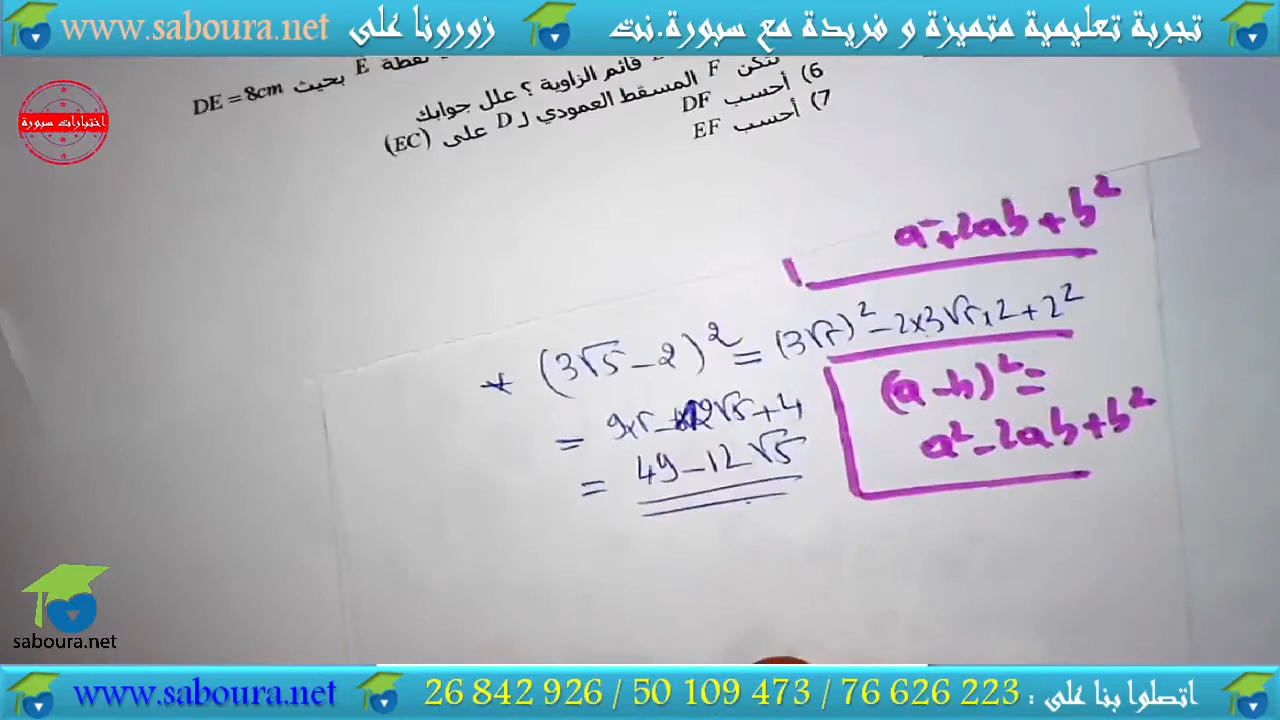 تجربة تعليمية متميزة و فريدة مع سبورة.نت زورونا على www.saboura.net
اختبارات سبورة
نقطة E بحيث DE = 8cm
قائم الزاوية ؟ علل جوابك
لتكن F المسقط العمودي لـ D على (EC)
6) أحسب DF
7) أحسب EF
a²+2ab+b²
* (3√5-2)² = (3√5)²-2×3√5×2+2²
= 9×5-12√5+4
= 49-12√5
(a-b)²=
a²-2ab+b²
saboura.net
اتصلوا بنا على : 26 842 926 / 50 109 473 / 76 626 223 www.saboura.net